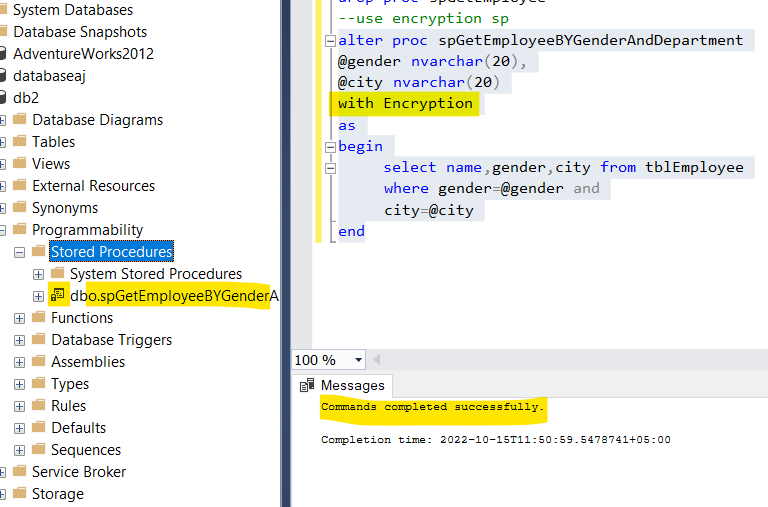 System Databases
Database Snapshots
AdventureWorks2012
databaseaj
db2
Database Diagrams
Tables
Views
External Resources
Synonyms
Programmability
Stored Procedures
System Stored Procedures
dbo.spGetEmployeeBYGenderA
Functions
Database Triggers
Assemblies
Types
Rules
Defaults
Sequences
Service Broker
Storage
drop proc spGetEmployee
--use encryption sp
alter proc spGetEmployeeBYGenderAndDepartment
@gender nvarchar(20),
@city nvarchar(20)
with Encryption
as
begin
select name,gender,city from tblEmployee
where gender=@gender and
city=@city
end
100 %
Messages
Commands completed successfully.
Completion time: 2022-10-15T11:50:59.5478741+05:00